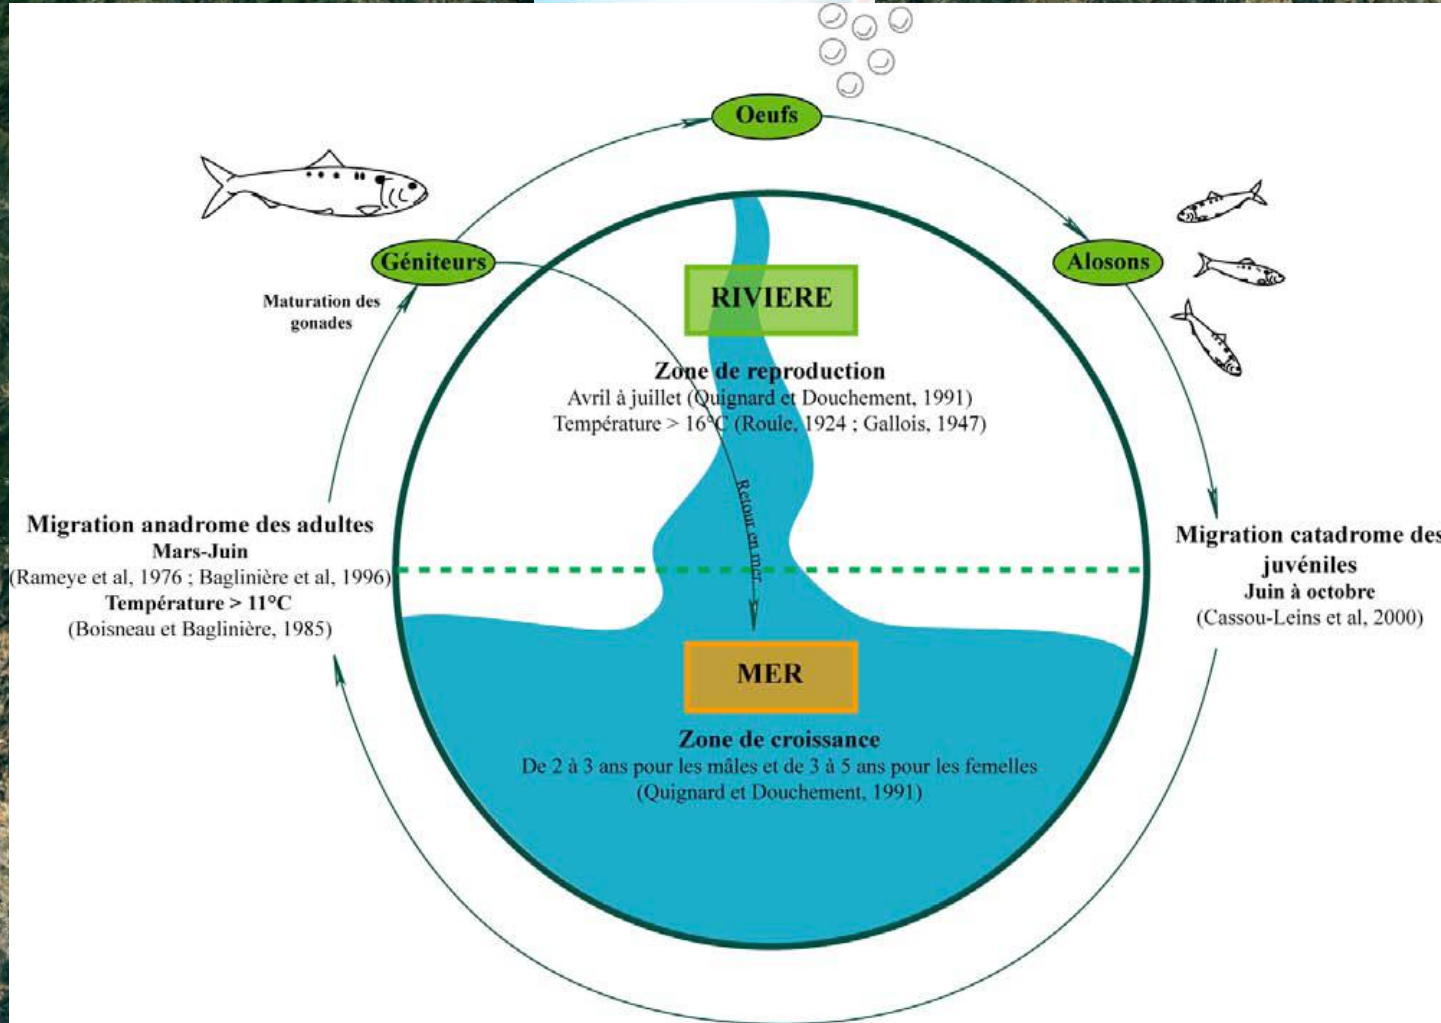 Oeufs
Géniteurs
Alosons
Maturation des
gonades
RIVIERE
Zone de reproduction
Avril à juillet (Quignard et Douchement, 1991)
Température > 16°C (Roule, 1924 ; Gallois, 1947)
Retour en mer
Migration anadrome des adultes
Mars-Juin
(Rameye et al, 1976 ; Baglinière et al, 1996)
Température > 11°C
(Boisneau et Baglinière, 1985)
Migration catadrome des
juvéniles
Juin à octobre
(Cassou-Leins et al, 2000)
MER
Zone de croissance
De 2 à 3 ans pour les mâles et de 3 à 5 ans pour les femelles
(Quignard et Douchement, 1991)